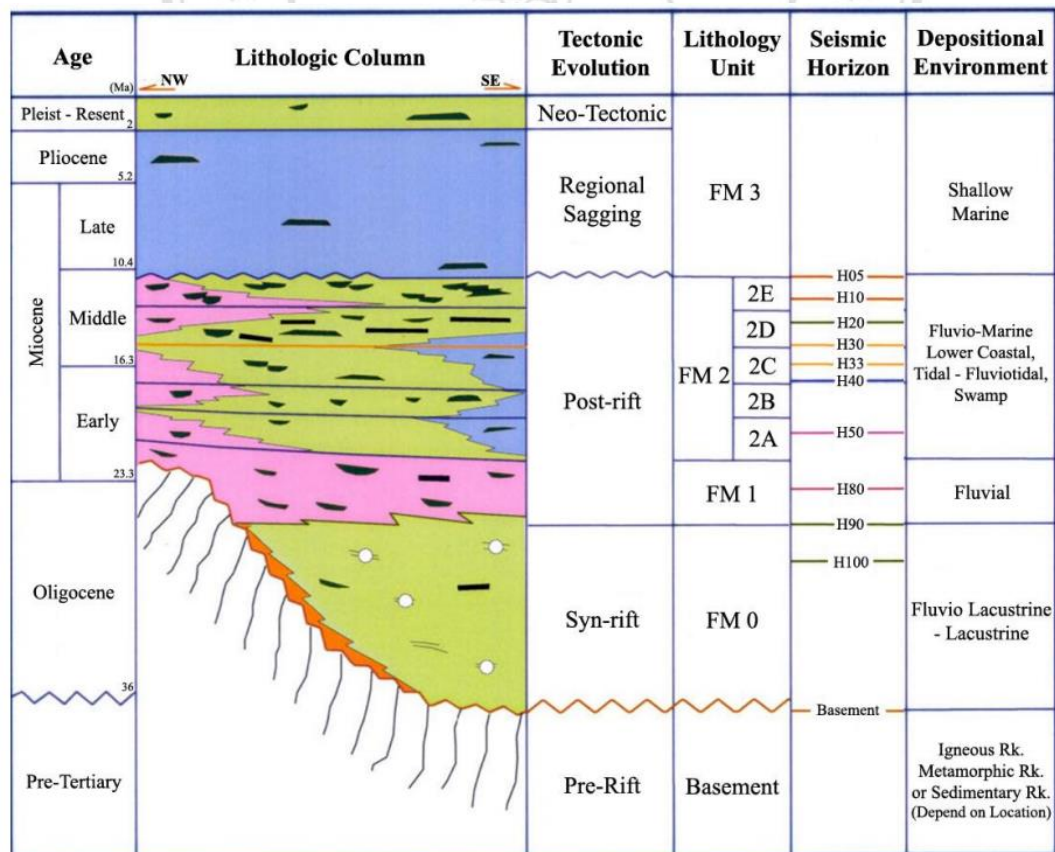 Age
(Ma)
Lithologic Column
NW
SE
Tectonic
Evolution
Lithology
Unit
Seismic
Horizon
Depositional
Environment
Pleist - Resent
2
Neo-Tectonic
Pliocene
5.2
Miocene
Late
10.4
Middle
16.3
Early
23.3
Oligocene
36
Pre-Tertiary
Regional
Sagging
Post-rift
Syn-rift
Pre-Rift
FM 3
FM 2
2E
2D
2C
2B
2A
FM 1
FM 0
Basement
H05
H10
H20
H30
H33
H40
H50
H80
H90
H100
Basement
Shallow
Marine
Fluvio-Marine
Lower Coastal,
Tidal - Fluviotidal,
Swamp
Fluvial
Fluvio Lacustrine
- Lacustrine
Igneous Rk.
Metamorphic Rk.
or Sedimentary Rk.
(Depend on Location)